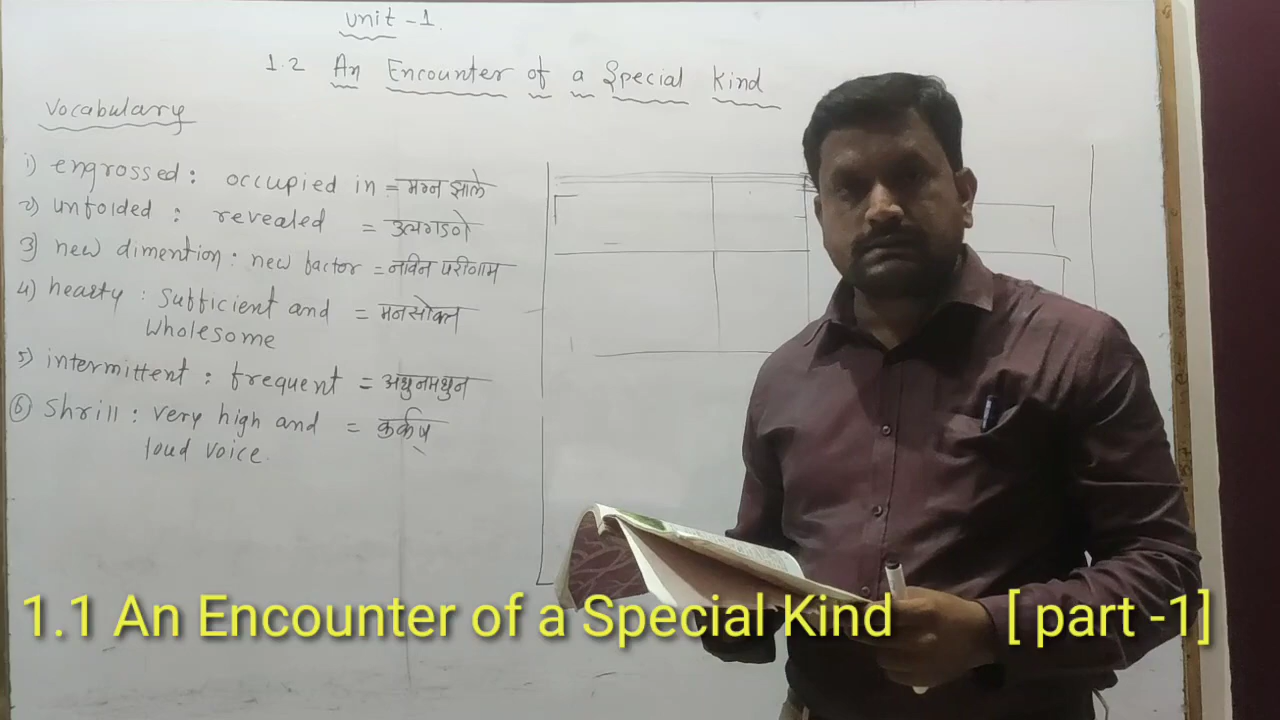 Unit - 1.
1.2 An Encounter of a Special Kind
Vocabulary
1) engrossed : occupied in = मग्न झाले
2) unfolded : revealed = उलगडणे
3) new dimention : new factor = नविन परीणाम
4) hearty : Sufficient and = मनसोक्त
wholesome
5) intermittent : frequent = अधुनमधुन
6) Shrill : very high and = कर्कष
loud voice.
1.1 An Encounter of a Special Kind [ part -1]